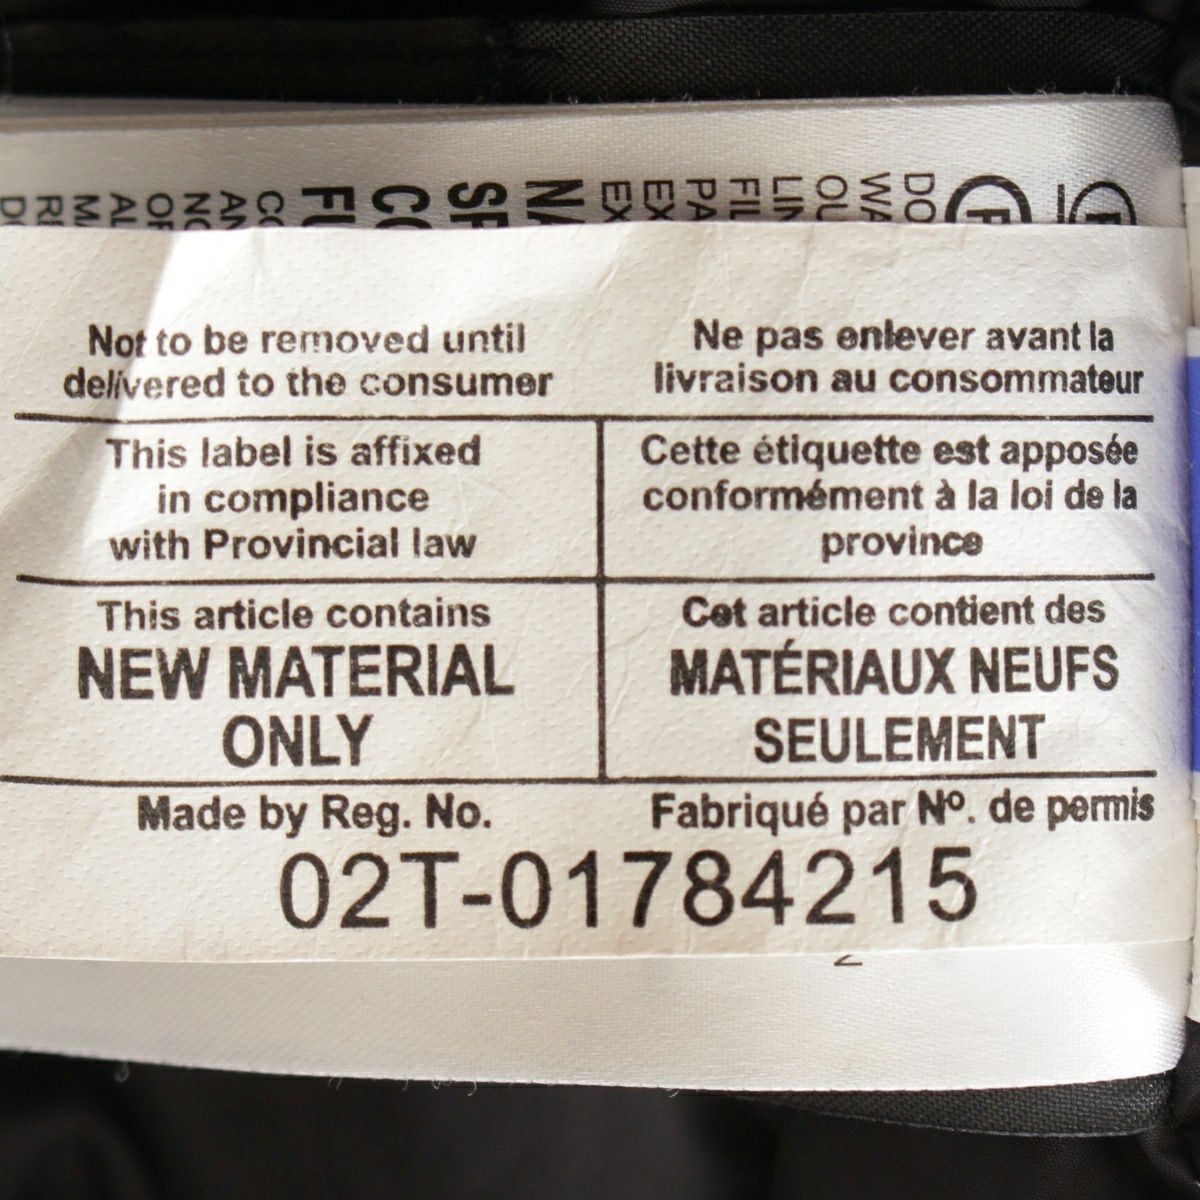 Not to be removed until
delivered to the consumer
Ne pas enlever avant la
livraison au consommateur
This label is affixed
in compliance
with Provincial law
Cette étiquette est apposée
conformément à la loi de la
province
This article contains
NEW MATERIAL
ONLY
Cet article contient des
MATÉRIAUX NEUFS
SEULEMENT
Made by Reg. No.
Fabriqué par Nº. de permis
02T-01784215